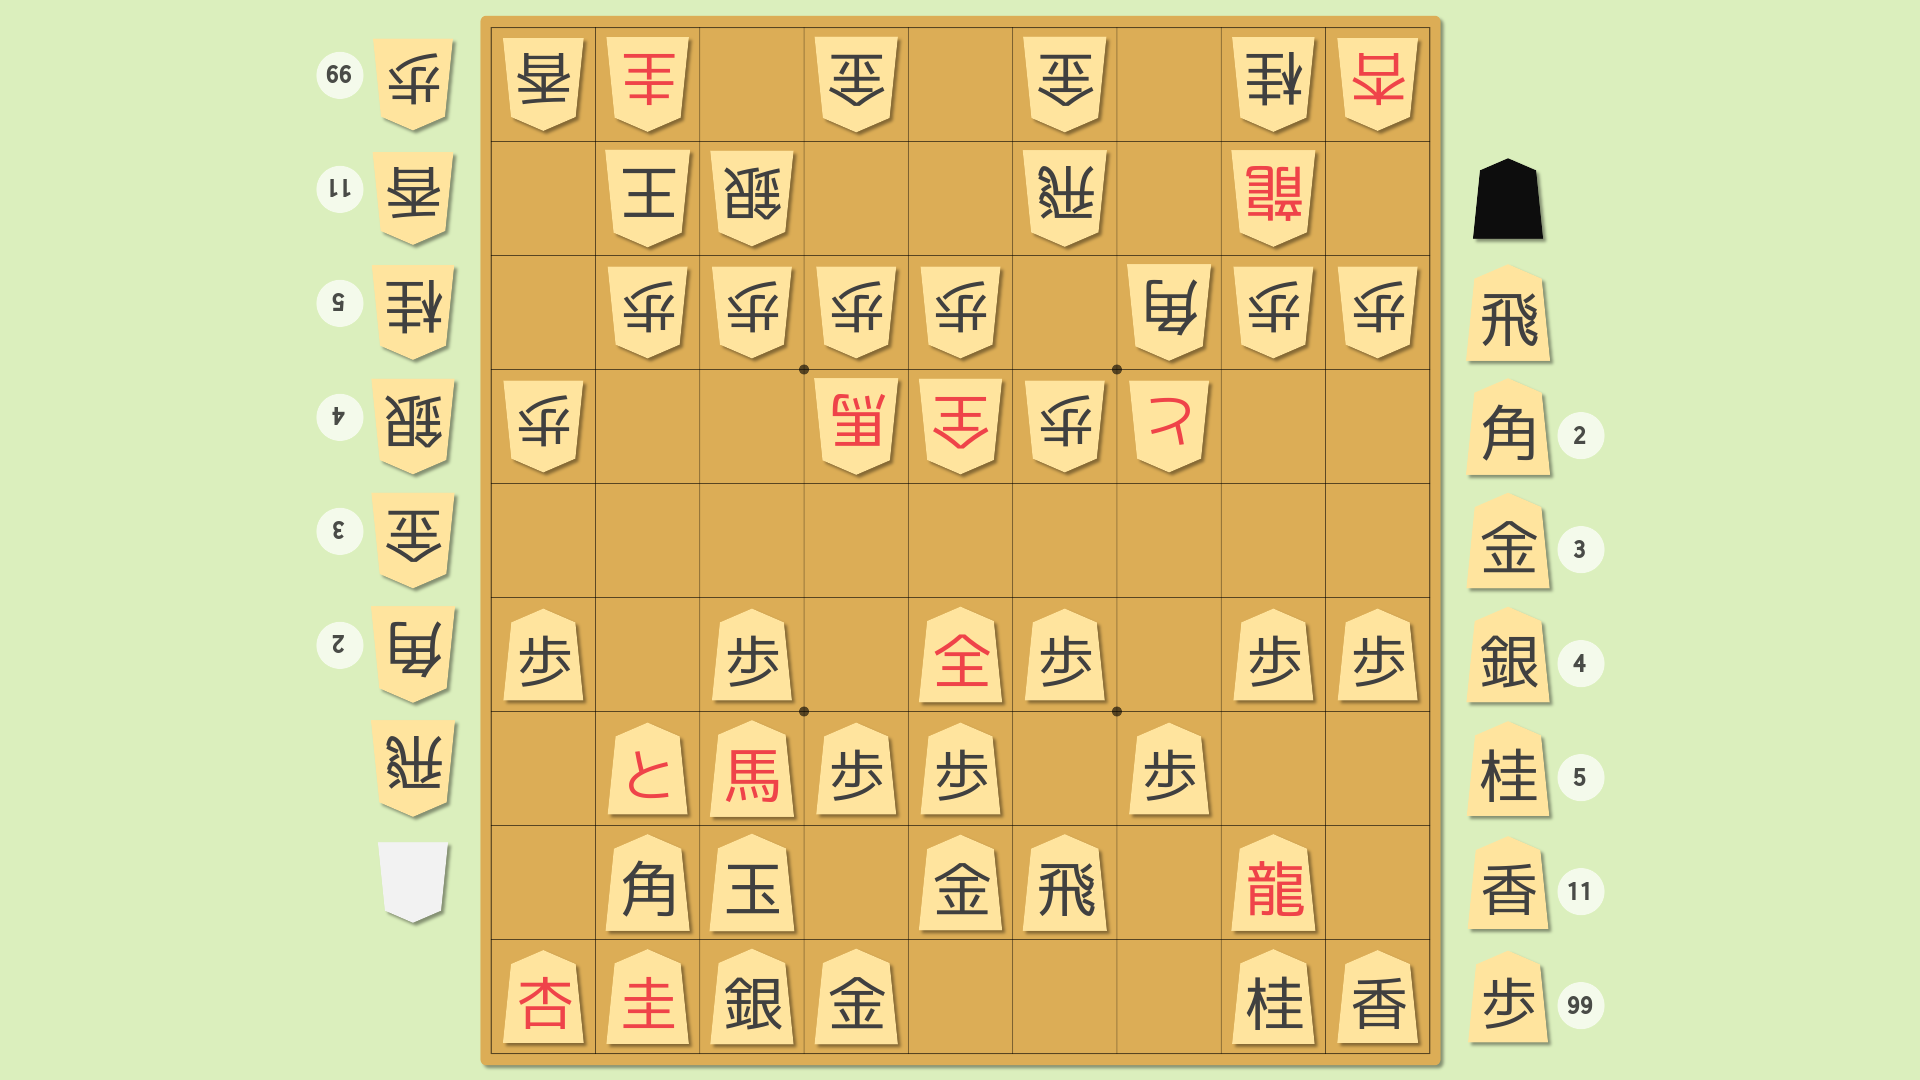 歩 99
香 圭 金 金 桂 杏
香 11
王 銀 飛 龍
桂 5
歩 歩 歩 歩 角 歩 歩
飛
銀 4
歩 馬 全 歩 と
角 2
金 3
金 3
角 2
歩 歩 全 歩 歩 歩
銀 4
飛
と 馬 歩 歩 歩
桂 5
角 玉 金 飛 龍
香 11
杏 圭 銀 金 桂 香
歩 99